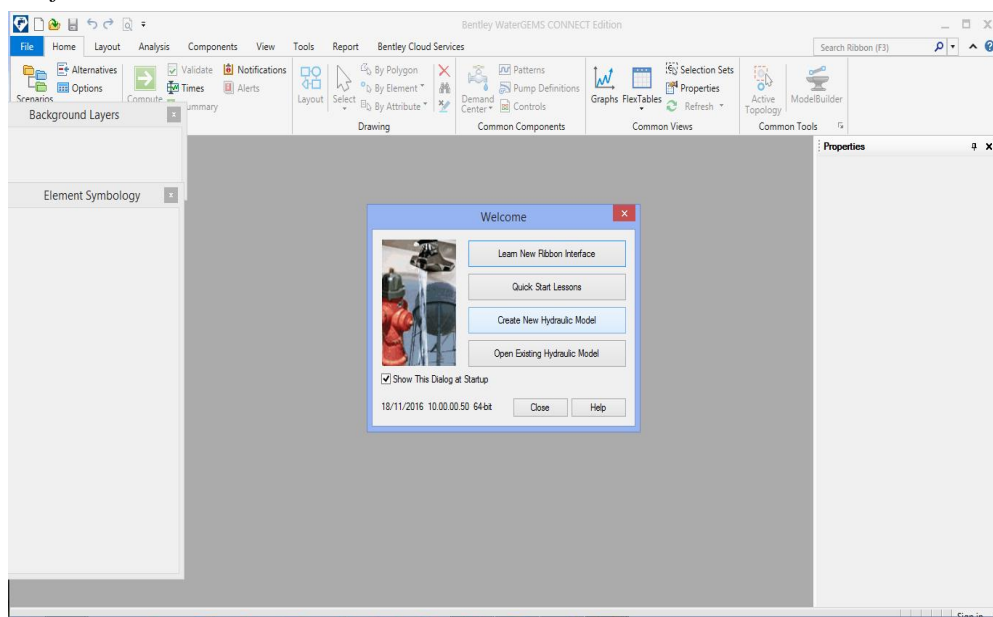 Bentley WaterGEMS CONNECT Edition
File Home Layout Analysis Components View Tools Report Bentley Cloud Services Search Ribbon (F3)
Alternatives Validate Notifications By Polygon Patterns Selection Sets
Options Times Alerts By Element Pump Definitions Properties
Scenarios Compute Summary Layout Select By Attribute Demand Center Controls Graphs FlexTables Refresh Active Topology ModelBuilder
Drawing Common Components Common Views Common Tools
Background Layers
Properties
Element Symbology
Welcome
Learn New Ribbon Interface
Quick Start Lessons
Create New Hydraulic Model
Open Existing Hydraulic Model
Show This Dialog at Startup
18/11/2016 10.00.00.50 64-bit Close Help
Sign in